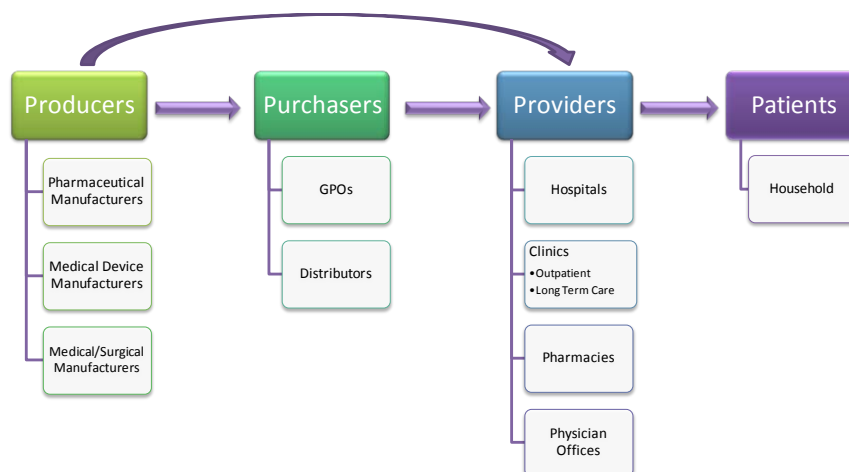 Producers
Purchasers
Providers
Patients
Pharmaceutical
Manufacturers
Medical Device
Manufacturers
Medical/Surgical
Manufacturers
GPOs
Distributors
Hospitals
Clinics
•Outpatient
•Long Term Care
Pharmacies
Physician
Offices
Household